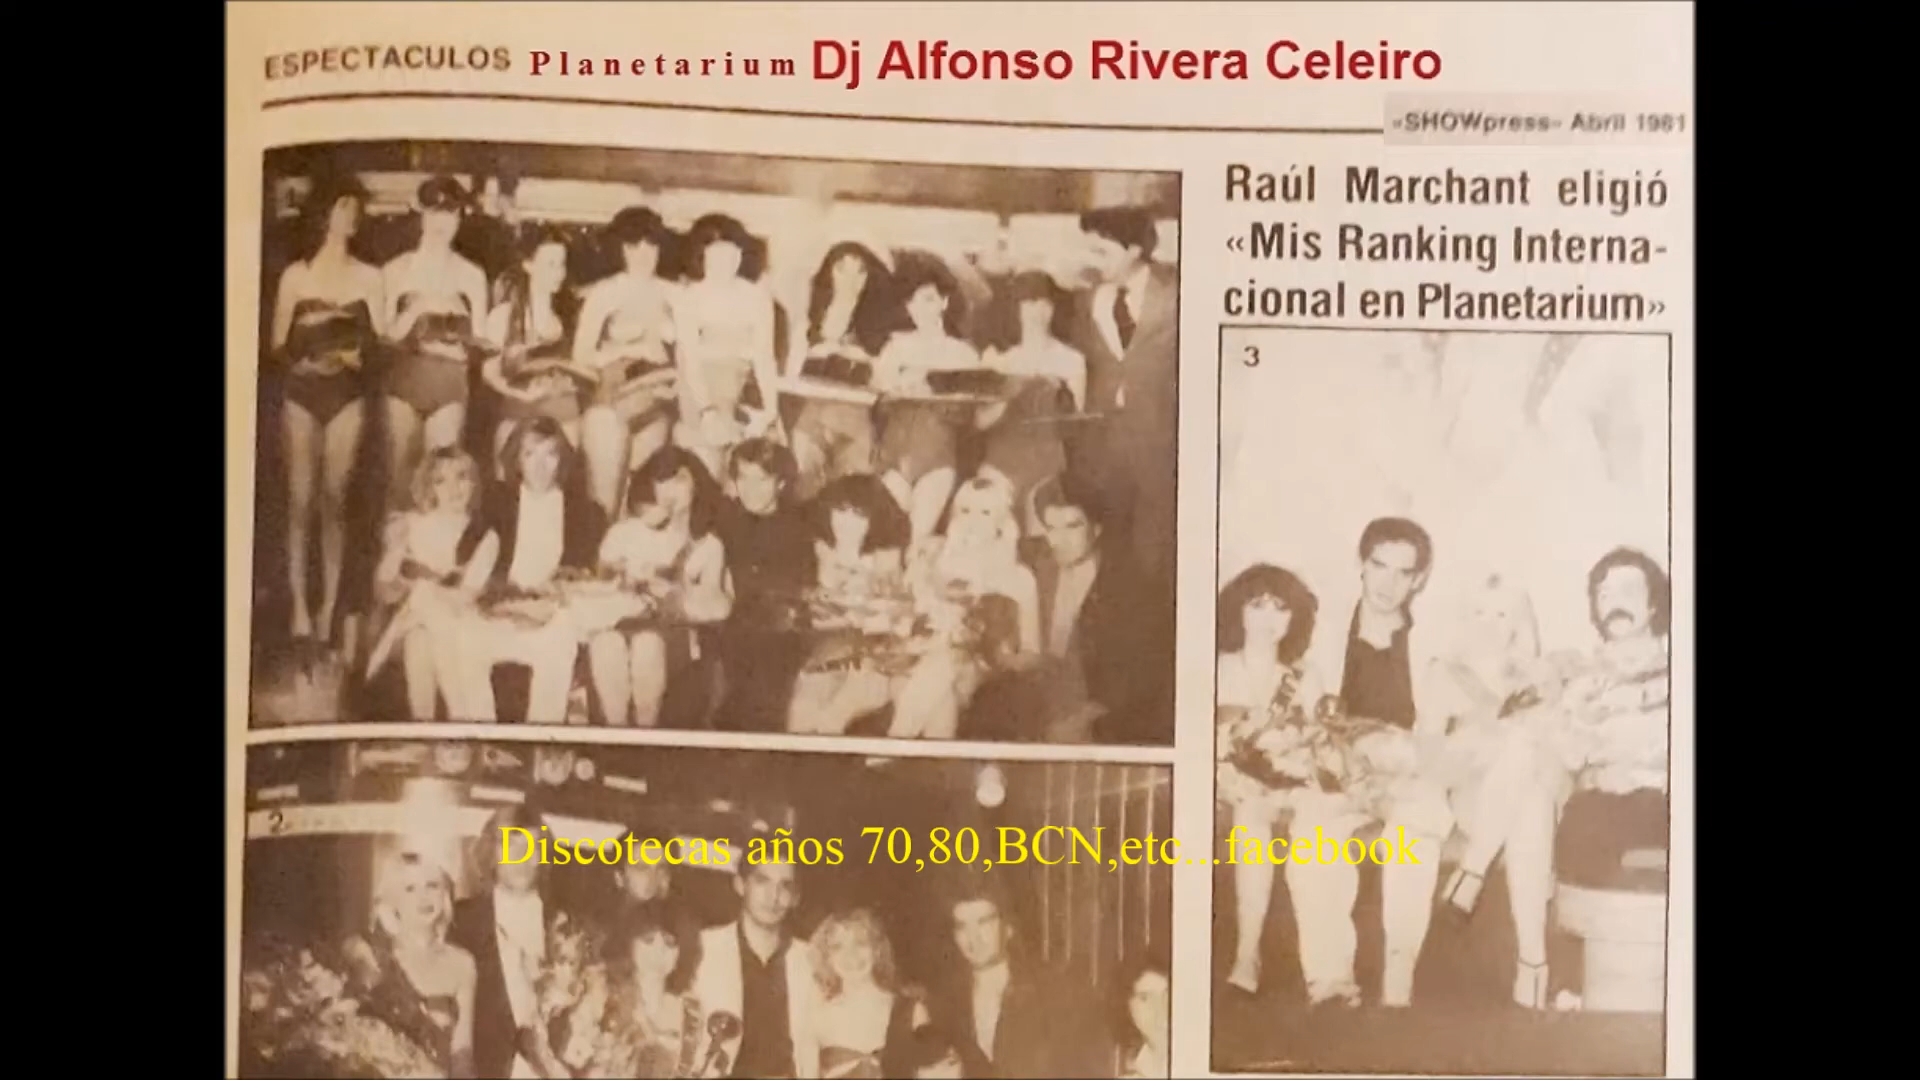 ESPECTACULOS Planetarium Dj Alfonso Rivera Celeiro
«SHOWpress» Abril 1981
Raúl Marchant eligió
«Mis Ranking Interna-
cional en Planetarium»
3
2
Discotecas años 70,80,BCN,etc...facebook